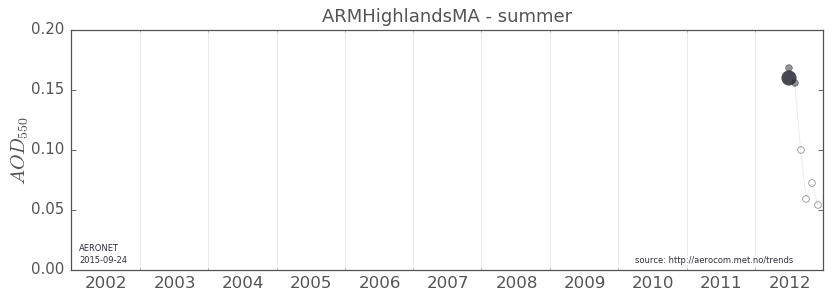 ARMHighlandsMA - summer
0.20
0.15
0.10
0.05
0.00
AOD550
AERONET
2015-09-24
source: http://aerocom.met.no/trends
2002 2003 2004 2005 2006 2007 2008 2009 2010 2011 2012